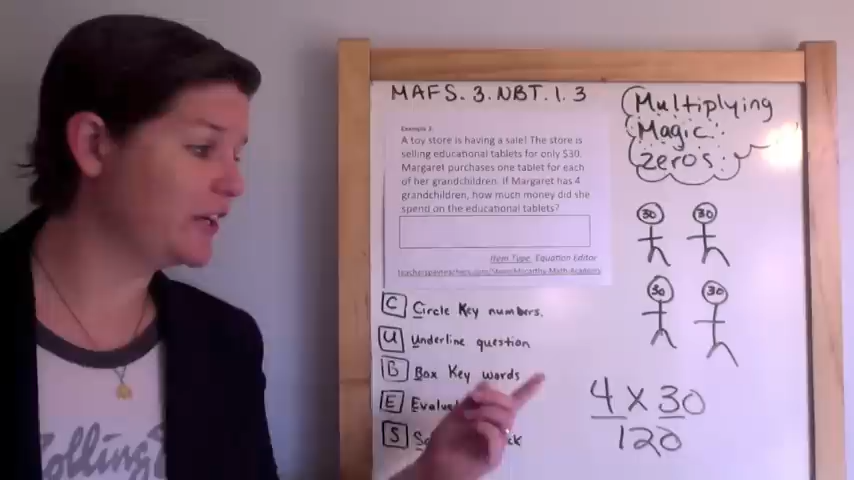 MAFS.3.NBT.1.3
Example 3:
A toy store is having a sale! The store is
selling educational tablets for only $30.
Margaret purchases one tablet for each
of her grandchildren. If Margaret has 4
grandchildren, how much money did she
spend on the educational tablets?
Item Type: Equation Editor
C Circle Key numbers.
U Underline question
B Box Key words
E
S
Multiplying
Magic
zeros
30 30
30 30
4 x 30
120
Rolling